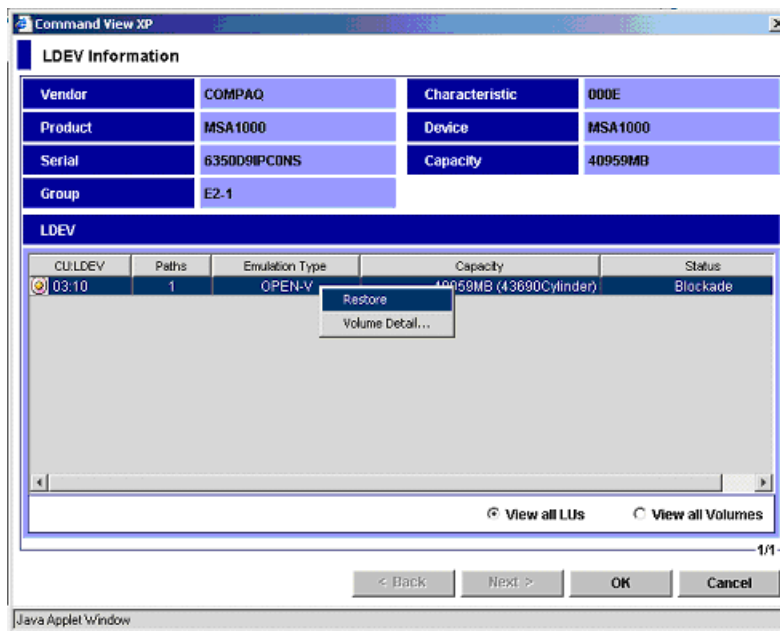 Command View XP
LDEV Information
Vendor COMPAQ Characteristic 000E
Product MSA1000 Device MSA1000
Serial 6350D9IPC0NS Capacity 40959MB
Group E2-1
LDEV
CU:LDEV Paths Emulation Type Capacity Status
03:10 1 OPEN-V 40959MB (43690Cylinder) Blockade
Restore
Volume Detail...
View all LUs View all Volumes
1/1
< Back Next > OK Cancel
Java Applet Window